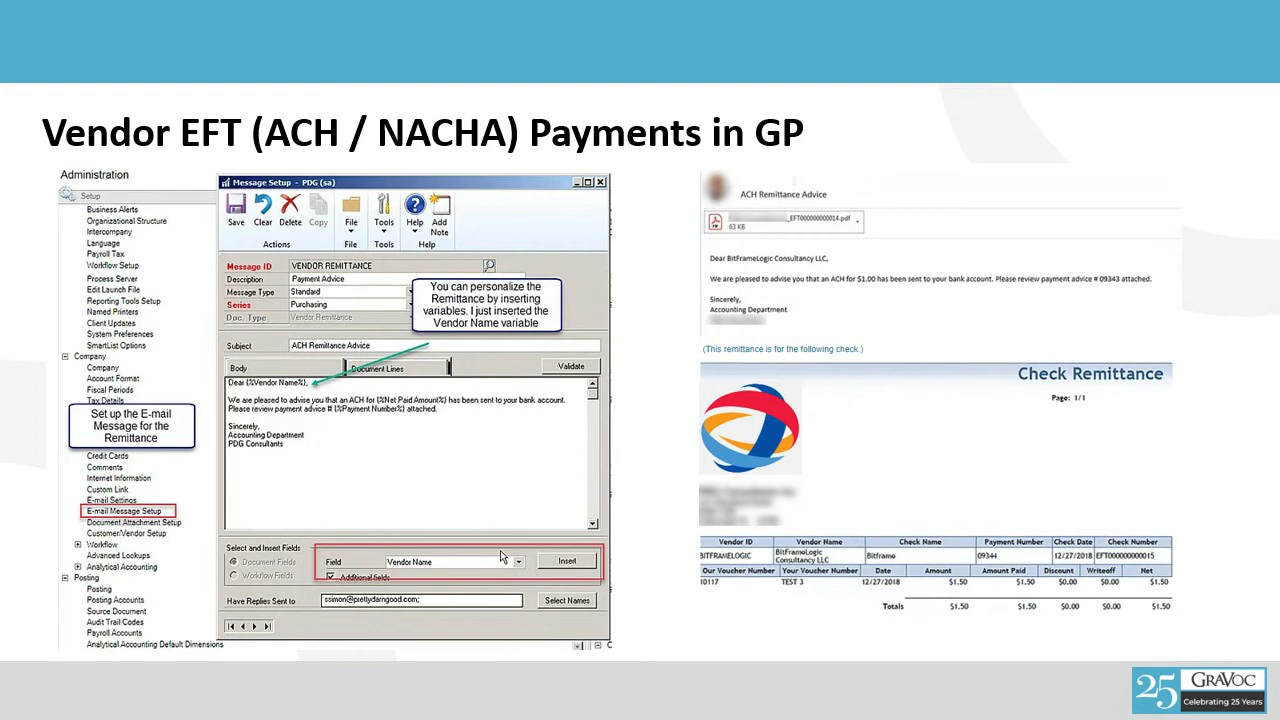 Vendor EFT (ACH / NACHA) Payments in GP
Administration
Setup
Business Alerts
Organizational Structure
Intercompany
Language
Payroll Tax
Workflow Setup
Process Server
Edit Launch File
Reporting Tools Setup
Named Printers
Client Updates
System Preferences
SmartList Options
Company
Company
Account Format
Fiscal Periods
Tax Details
Set up the E-mail
Message for the
Remittance
Credit Cards
Comments
Internet Information
Custom Link
E-mail Settings
E-mail Message Setup
Document Attachment Setup
Customer/Vendor Setup
Workflow
Advanced Lookups
Analytical Accounting
Posting
Posting
Posting Accounts
Source Document
Audit Trail Codes
Payroll Accounts
Analytical Accounting Default Dimensions
Message Setup - PDG (sa)
Save Clear Delete Copy File Tools Help Add Note
Actions File Tools Help
Message ID VENDOR REMITTANCE
Description Payment Advice
Message Type Standard
Series Purchasing
Doc. Type Vendor Remittance
You can personalize the
Remittance by inserting
variables. I just inserted the
Vendor Name variable
Subject ACH Remittance Advice
Body Document Lines Validate
Dear {%Vendor Name%},
We are pleased to advise you that an ACH for {%Net Paid Amount%} has been sent to your bank account.
Please review payment advice # {%Payment Number%} attached.
Sincerely,
Accounting Department
PDG Consultants
Select and Insert Fields
Document Fields
Workflow Fields
Field Vendor Name Insert
Additional fields
Have Replies Sent to ssimon@prettydarngood.com; Select Names
ACH Remittance Advice
_EFT000000000014.pdf
63 KB
Dear BitFrameLogic Consultancy LLC,
We are pleased to advise you that an ACH for $1.00 has been sent to your bank account. Please review payment advice # 09343 attached.
Sincerely,
Accounting Department
(This remittance is for the following check.)
Check Remittance
Page: 1/1
Vendor ID Vendor Name Check Name Payment Number Check Date Check Number
BITFRAMELOGIC BitFrameLogic Consultancy LLC Bitframe 09344 12/27/2018 EFT000000000015
Our Voucher Number Your Voucher Number Date Amount Amount Paid Discount Writeoff Net
10117 TEST 3 12/27/2018 $1.50 $1.50 $0.00 $0.00 $1.50
Totals $1.50 $1.50 $0.00 $0.00 $1.50
25 GRAVOC
Celebrating 25 Years